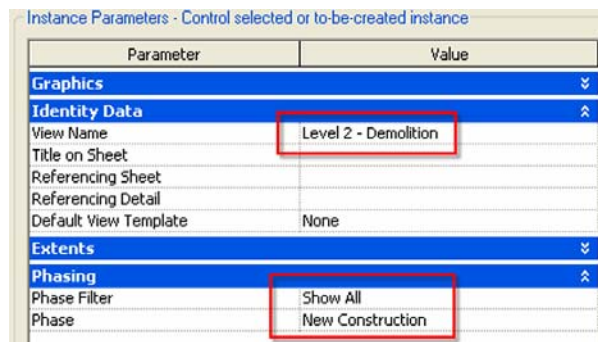 Instance Parameters - Control selected or to-be-created instance
Parameter Value
Graphics
Identity Data
View Name Level 2 - Demolition
Title on Sheet
Referencing Sheet
Referencing Detail
Default View Template None
Extents
Phasing
Phase Filter Show All
Phase New Construction